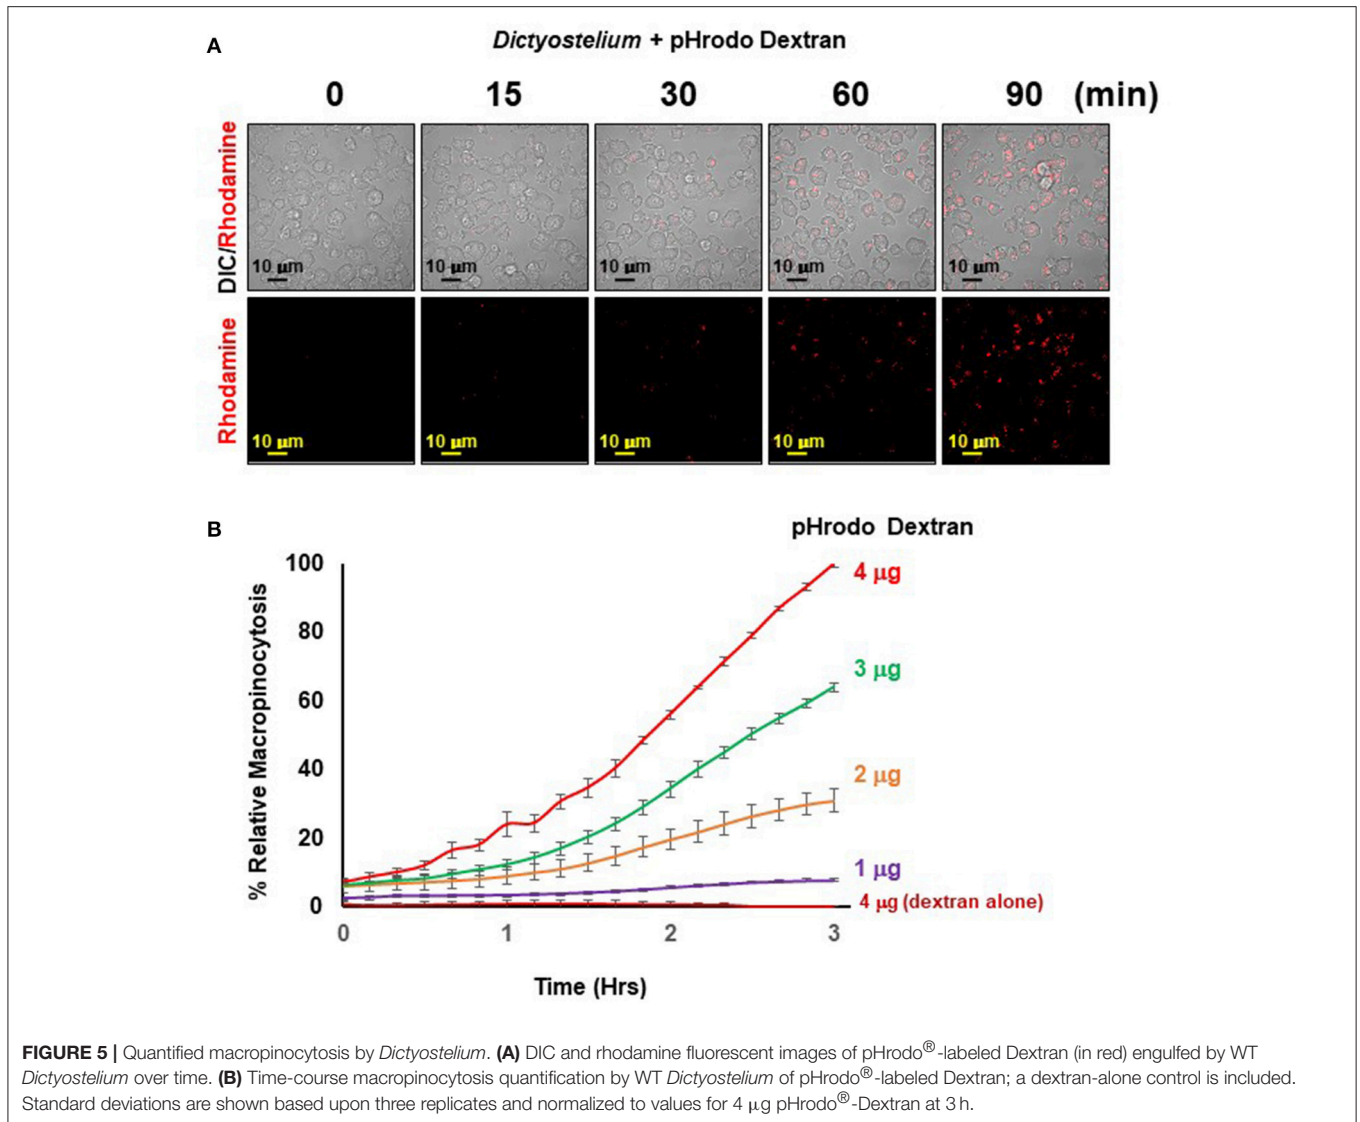 A
Dictyostelium + pHrodo Dextran
0 15 30 60 90 (min)
DIC/Rhodamine
10 μm 10 μm 10 μm 10 μm 10 μm
Rhodamine
10 μm 10 μm 10 μm 10 μm 10 μm
B
pHrodo Dextran
% Relative Macropinocytosis
100
80
60
40
20
0
4 μg
3 μg
2 μg
1 μg
4 μg (dextran alone)
0 1 2 3
Time (Hrs)
FIGURE 5 | Quantified macropinocytosis by Dictyostelium. (A) DIC and rhodamine fluorescent images of pHrodo®-labeled Dextran (in red) engulfed by WT
Dictyostelium over time. (B) Time-course macropinocytosis quantification by WT Dictyostelium of pHrodo®-labeled Dextran; a dextran-alone control is included.
Standard deviations are shown based upon three replicates and normalized to values for 4 μg pHrodo®-Dextran at 3 h.